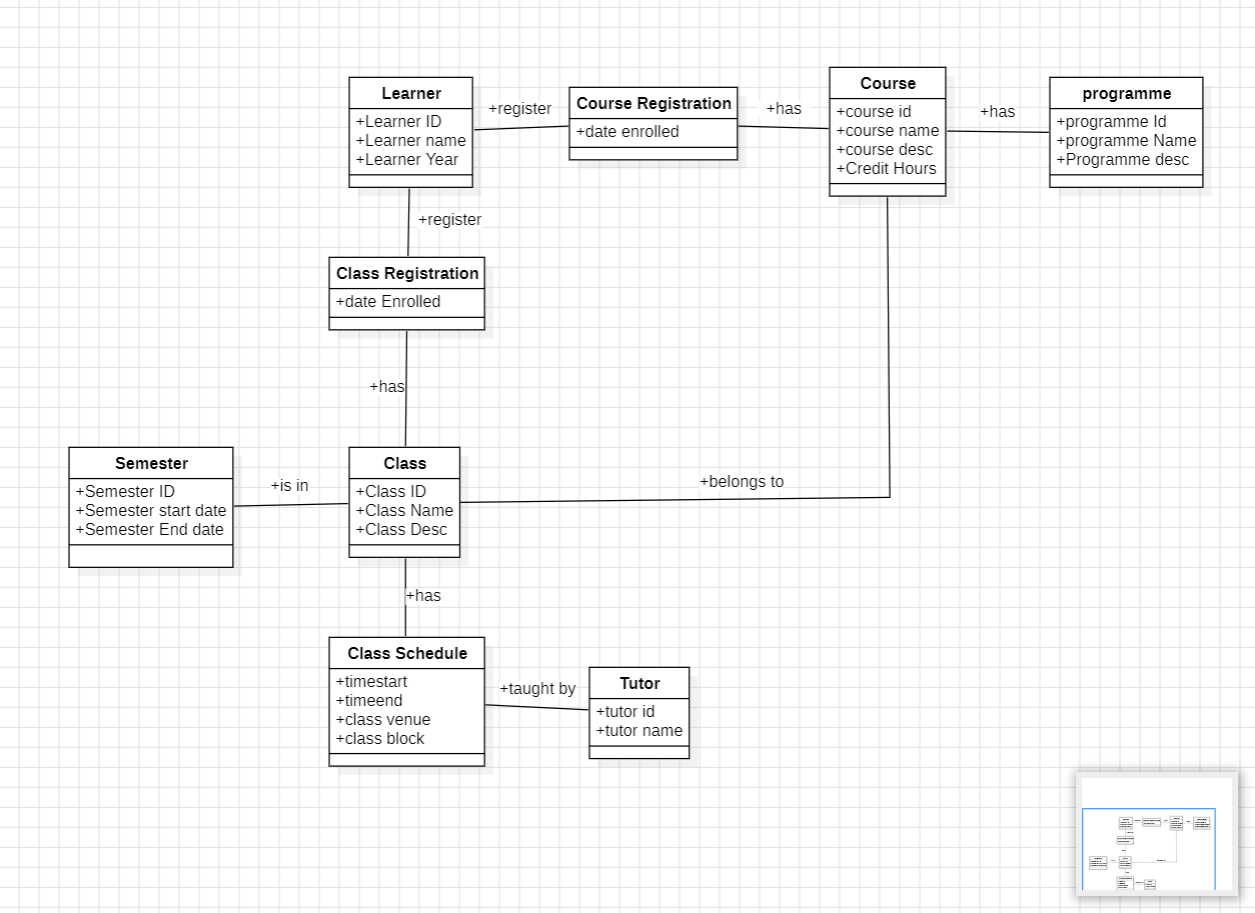 Learner
+Learner ID
+Learner name
+Learner Year
+register
Course Registration
+date enrolled
+has
Course
+course id
+course name
+course desc
+Credit Hours
+has
programme
+programme Id
+programme Name
+Programme desc
+register
Class Registration
+date Enrolled
+has
Semester
+Semester ID
+Semester start date
+Semester End date
+is in
Class
+Class ID
+Class Name
+Class Desc
+belongs to
+has
Class Schedule
+timestart
+timeend
+class venue
+class block
+taught by
Tutor
+tutor id
+tutor name